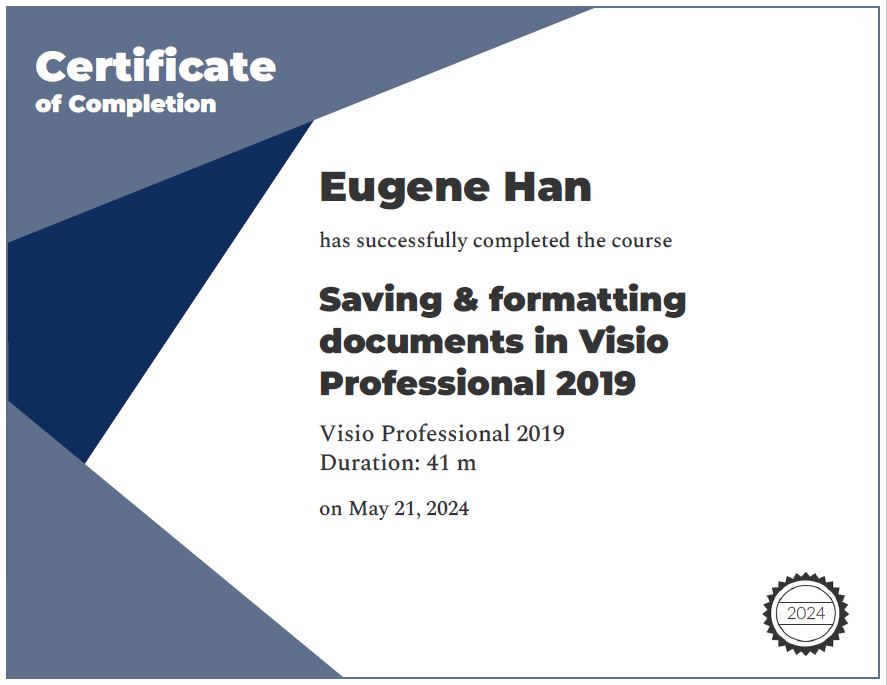 Certificate
of Completion
Eugene Han
has successfully completed the course
Saving & formatting
documents in Visio
Professional 2019
Visio Professional 2019
Duration: 41 m
on May 21, 2024
2024